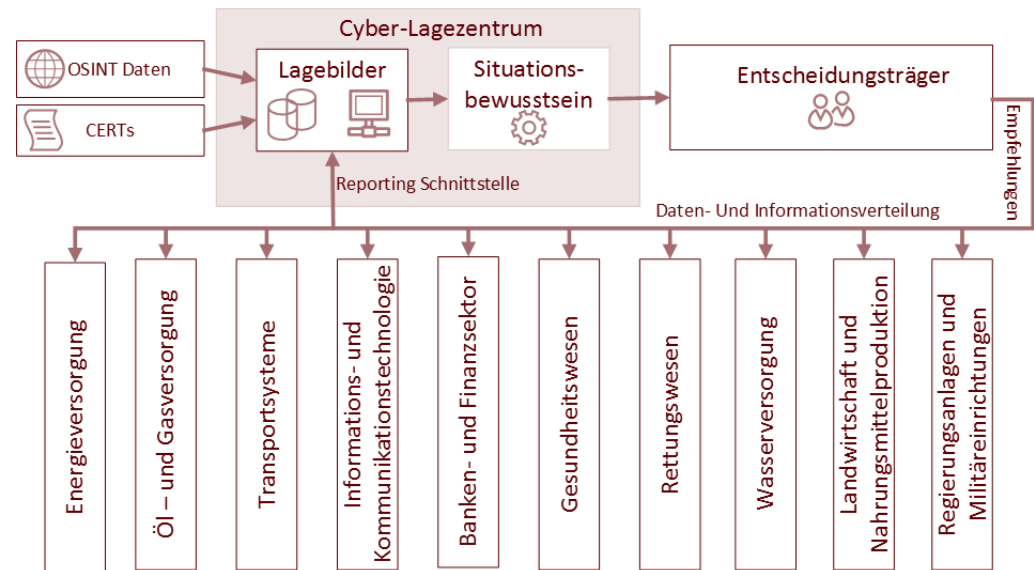 Cyber-Lagezentrum
OSINT Daten
CERTs
Lagebilder
Situations-
bewusstsein
Entscheidungsträger
Empfehlungen
Reporting Schnittstelle
Daten- Und Informationsverteilung
Energieversorgung
Öl – und Gasversorgung
Transportsysteme
Informations- und
Kommunikationstechnologie
Banken- und Finanzsektor
Gesundheitswesen
Rettungswesen
Wasserversorgung
Landwirtschaft und
Nahrungsmittelproduktion
Regierungsanlagen und
Militäreinrichtungen